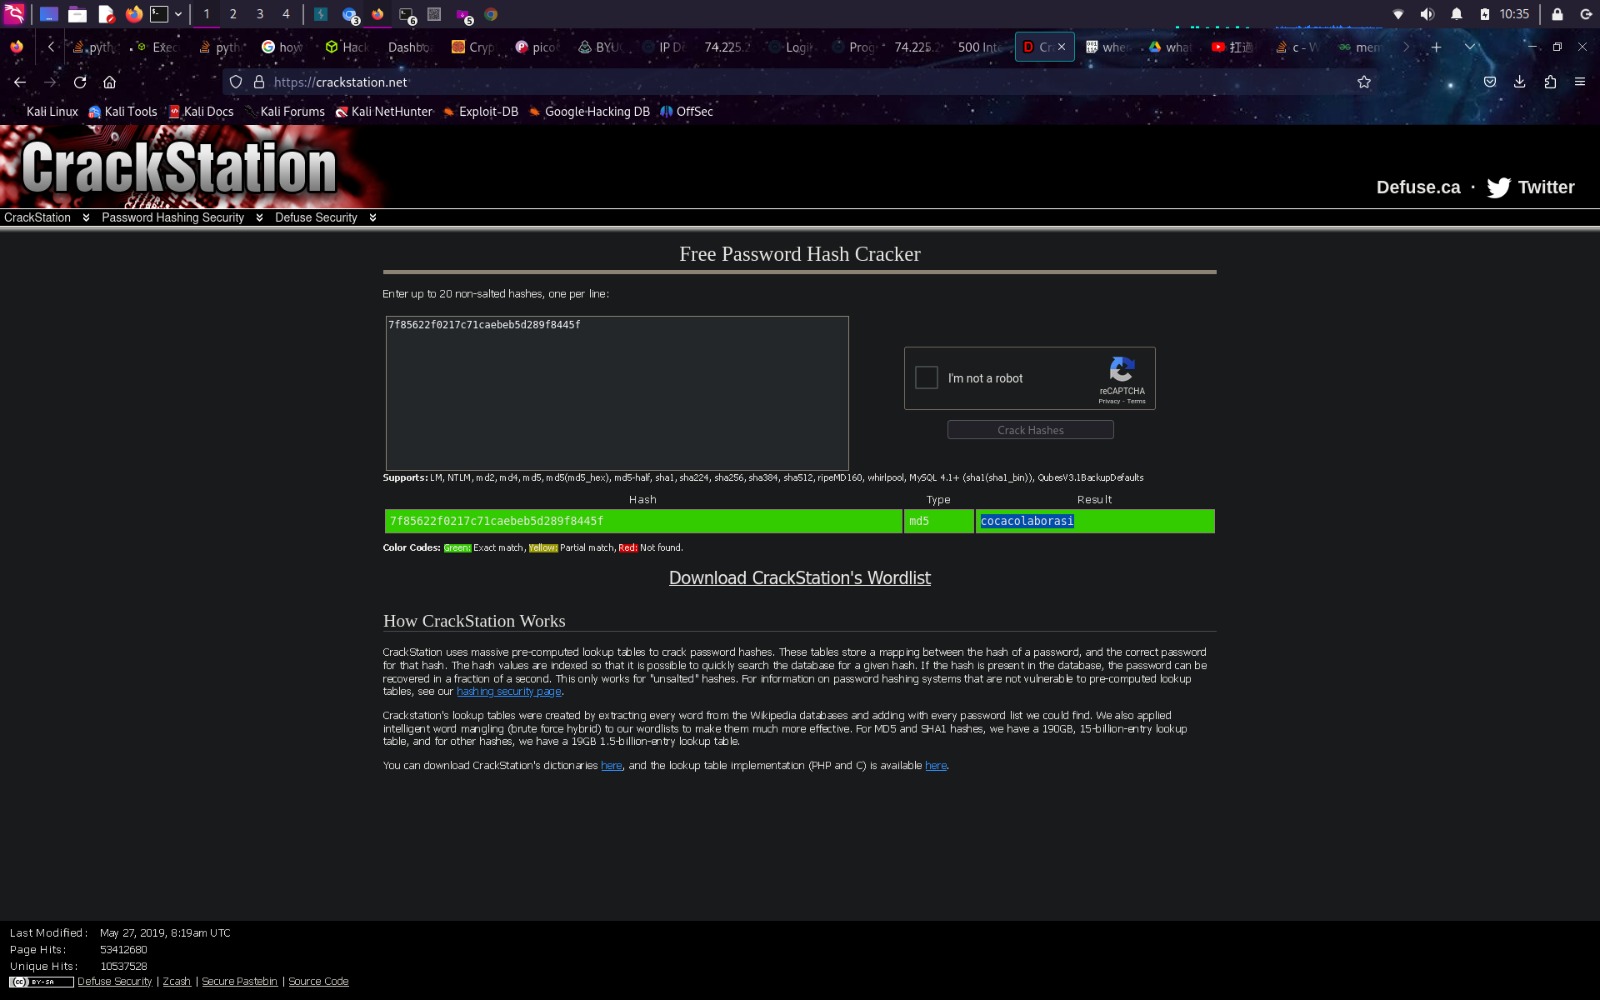 1 2 3 4 3 6 5 10:35
pyth Exec pyth how Hack Dashbo Cryp pico BYU IP D 74.225. Logi Prog 74.225.2 500 Inte Cr whe wha c - W mem
https://crackstation.net
Kali Linux Kali Tools Kali Docs Kali Forums Kali NetHunter Exploit-DB Google Hacking DB OffSec
CrackStation
Defuse.ca · Twitter
CrackStation Password Hashing Security Defuse Security
Free Password Hash Cracker
Enter up to 20 non-salted hashes, one per line:
7f85622f0217c71caebeb5d289f8445f
I'm not a robot
reCAPTCHA
Privacy - Terms
Crack Hashes
Supports: LM, NTLM, md2, md4, md5, md5(md5_hex), md5-half, sha1, sha224, sha256, sha384, sha512, ripeMD160, whirlpool, MySQL 4.1+ (sha1(sha1_bin)), QubesV3.1BackupDefaults
Hash Type Result
7f85622f0217c71caebeb5d289f8445f md5 cocacolaborasi
Color Codes: Green: Exact match, Yellow: Partial match, Red: Not found.
Download CrackStation's Wordlist
How CrackStation Works
CrackStation uses massive pre-computed lookup tables to crack password hashes. These tables store a mapping between the hash of a password, and the correct password
for that hash. The hash values are indexed so that it is possible to quickly search the database for a given hash. If the hash is present in the database, the password can be
recovered in a fraction of a second. This only works for "unsalted" hashes. For information on password hashing systems that are not vulnerable to pre-computed lookup
tables, see our hashing security page.
Crackstation's lookup tables were created by extracting every word from the Wikipedia databases and adding with every password list we could find. We also applied
intelligent word mangling (brute force hybrid) to our wordlists to make them much more effective. For MD5 and SHA1 hashes, we have a 190GB, 15-billion-entry lookup
table, and for other hashes, we have a 19GB 1.5-billion-entry lookup table.
You can download CrackStation's dictionaries here, and the lookup table implementation (PHP and C) is available here.
Last Modified: May 27, 2019, 8:19am UTC
Page Hits: 53412680
Unique Hits: 10537528
CC BY-SA Defuse Security | Zcash | Secure Pastebin | Source Code